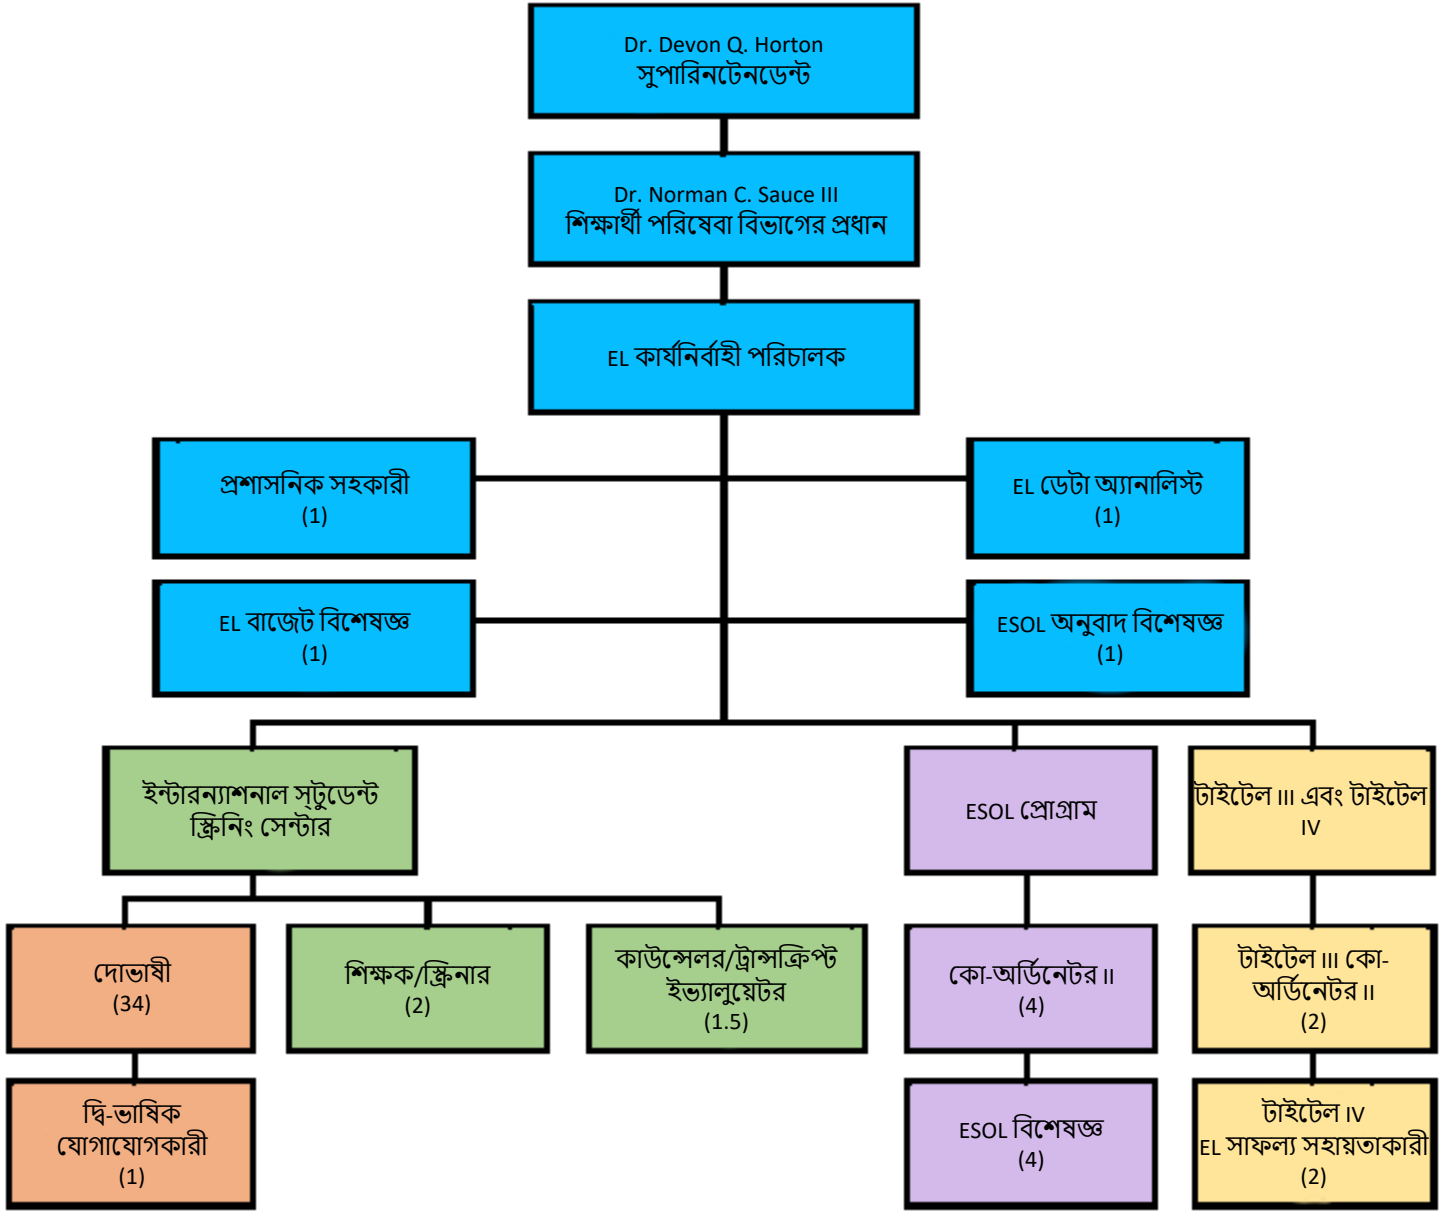 Dr. Devon Q. Horton
সুপারিনটেনডেন্ট
Dr. Norman C. Sauce III
শিক্ষার্থী পরিষেবা বিভাগের প্রধান
EL কার্যনির্বাহী পরিচালক
প্রশাসনিক সহকারী
(1)
EL ডেটা অ্যানালিস্ট
(1)
EL বাজেট বিশেষজ্ঞ
(1)
ESOL অনুবাদ বিশেষজ্ঞ
(1)
ইন্টারন্যাশনাল স্টুডেন্ট
স্ক্রিনিং সেন্টার
ESOL প্রোগ্রাম
টাইটেল III এবং টাইটেল
IV
দোভাষী
(34)
শিক্ষক/স্ক্রিনার
(2)
কাউন্সেলর/ট্রান্সক্রিপ্ট
ইভ্যালুয়েটর
(1.5)
কো-অর্ডিনেটর II
(4)
টাইটেল III কো-
অর্ডিনেটর II
(2)
দ্বি-ভাষিক
যোগাযোগকারী
(1)
ESOL বিশেষজ্ঞ
(4)
টাইটেল IV
EL সাফল্য সহায়তাকারী
(2)